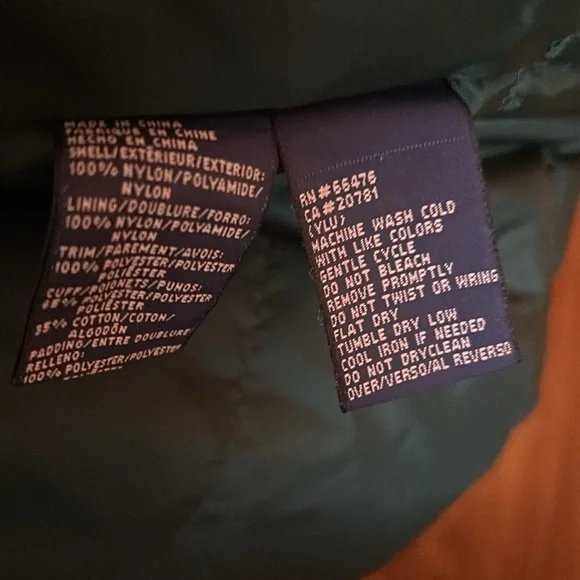 MADE IN CHINA
FABRIQUÉ EN CHINE
HECHO EN CHINA
SHELL/EXTÉRIEUR/EXTERIOR:
100% NYLON/POLYAMIDE/
NYLON
LINING/DOUBLURE/FORRO:
100% NYLON/POLYAMIDE/
NYLON
TRIM/PAREMENT/AVOIS:
100% POLYESTER/POLYESTER
POLIÉSTER
CUFF/POIGNETS/PUNOS:
POLYESTER/POLYESTER
POLIÉSTER
35% COTTON/COTON/
ALGODÓN
PADDING/ENTRE DOUBLURE/
RELLENO:
100% POLYESTER/POLYESTER
RN #66476
CA #20781
(YLU)
MACHINE WASH COLD
WITH LIKE COLORS
GENTLE CYCLE
DO NOT BLEACH
REMOVE PROMPTLY
DO NOT TWIST OR WRING
FLAT DRY
TUMBLE DRY LOW
COOL IRON IF NEEDED
DO NOT DRYCLEAN
OVER/VERSO/AL REVERSO